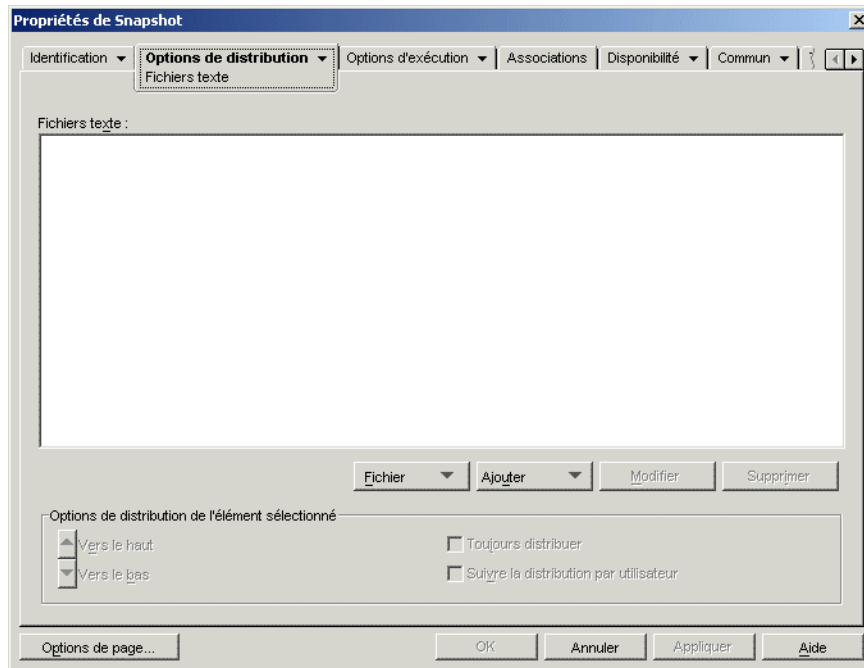 Propriétés de Snapshot
Identification Options de distribution Options d'exécution Associations Disponibilité Commun
Fichiers texte
Fichiers texte :
Fichier Ajouter Modifier Supprimer
Options de distribution de l'élément sélectionné
Vers le haut Toujours distribuer
Vers le bas Suivre la distribution par utilisateur
Options de page... OK Annuler Appliquer Aide